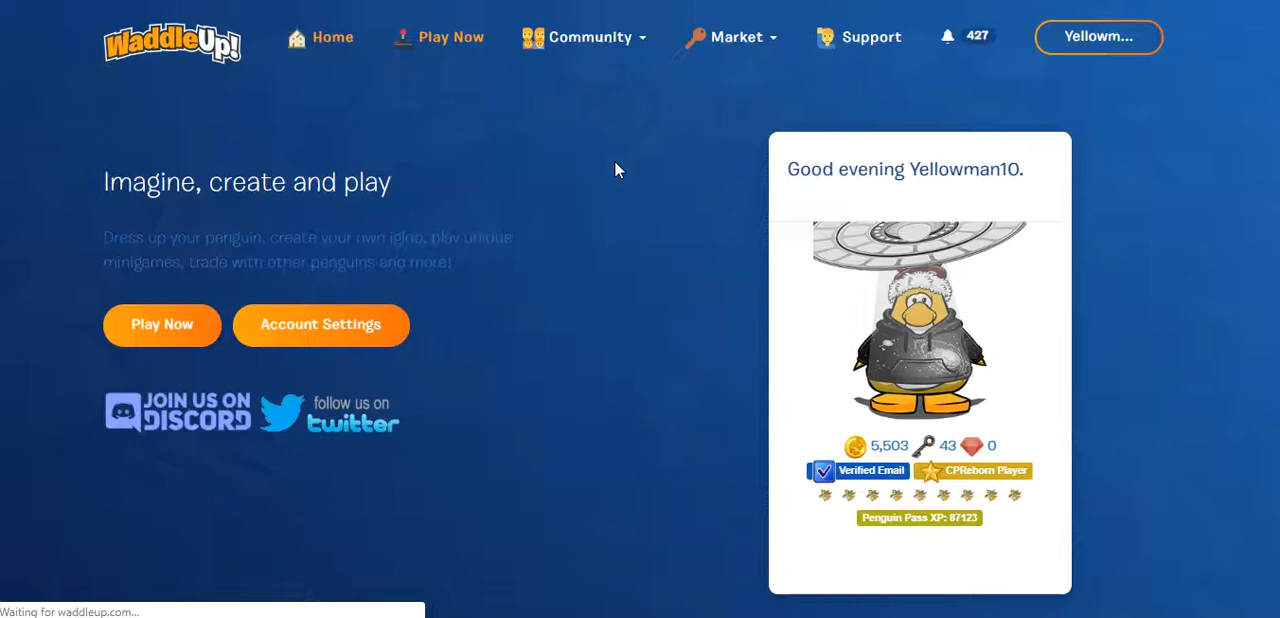 WaddleUp!
Home
Play Now
Community
Market
Support
427
Yellowm...
Imagine, create and play
Dress up your penguin, create your own igloo, play unique
minigames, trade with other penguins and more!
Play Now
Account Settings
JOIN US ON
DISCORD
follow us on
twitter
Good evening Yellowman10.
5,503
43
0
Verified Email
CPReborn Player
Penguin Pass XP: 87123
Waiting for waddleup.com...